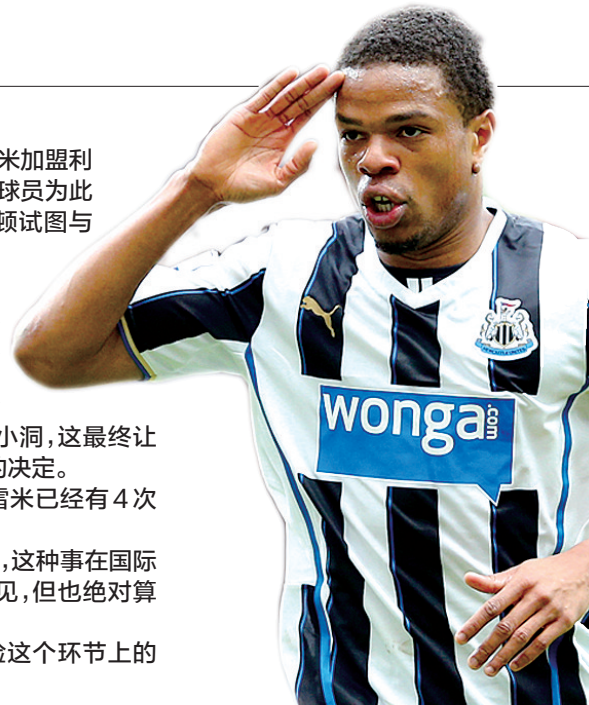 米加盟利
球员为此
顿试图与
小洞，这最终让
的决定。
雷米已经有4次
，这种事在国际
见，但也绝对算
这个环节上的
wonga.com
NEWCASTLE UNITED